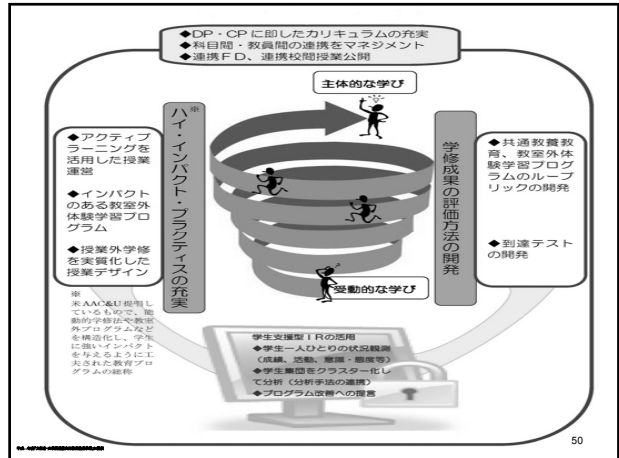 ◆DP・CPに即したカリキュラムの充実
◆科目間・教員間の連携をマネジメント
◆連携FD、連携校間授業公開
主体的な学び
※
ハイ・インパクト・プラクティスの充実
◆アクティブ
ラーニングを
活用した授業
運営
◆インパクト
のある教室外
体験学習プロ
グラム
◆授業外学修
を実質化した
授業デザイン
学修成果の評価方法の開発
◆共通教養教
育、教室外体
験学習プログ
ラムのルーブ
リックの開発
◆到達テスト
の開発
受動的な学び
※
米AAC&U提唱し
ているもので、能
動的学修法や教室
外プログラムなど
を構造化し、学生
に強いインパクト
を与えるように工
夫された教育プロ
グラムの総称
学生支援型IRの活用
◆学生一人ひとりの状況観測
(成績、活動、意識・態度等)
◆学生集団をクラスター化し
て分析(分析手法の連携)
◆プログラム改善への提言
50